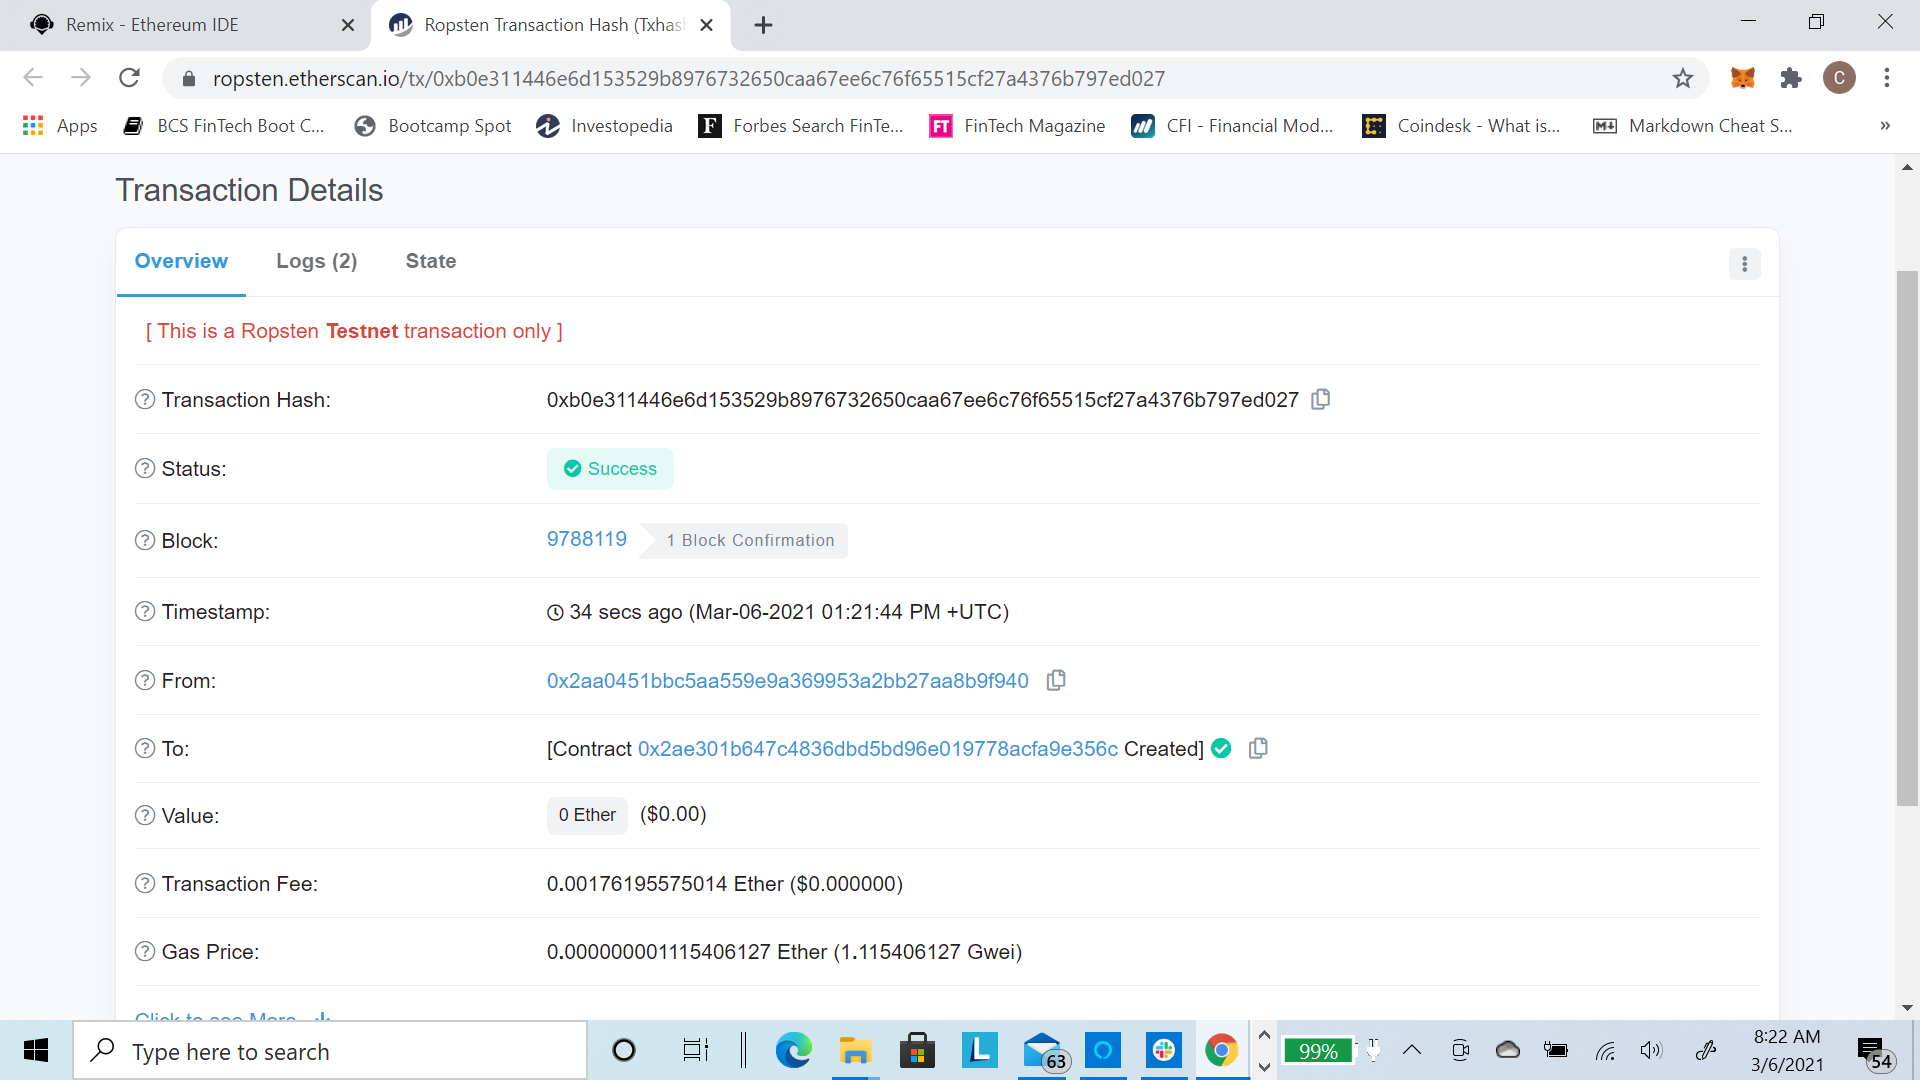 Remix - Ethereum IDE
Ropsten Transaction Hash (Txhas
ropsten.etherscan.io/tx/0xb0e311446e6d153529b8976732650caa67ee6c76f65515cf27a4376b797ed027
C
Apps
BCS FinTech Boot C...
Bootcamp Spot
Investopedia
F
Forbes Search FinTe...
FT
FinTech Magazine
CFI - Financial Mod...
Coindesk - What is...
Markdown Cheat S...
»
Transaction Details
Overview
Logs (2)
State
[ This is a Ropsten Testnet transaction only ]
Transaction Hash:
0xb0e311446e6d153529b8976732650caa67ee6c76f65515cf27a4376b797ed027
Status:
Success
Block:
9788119
1 Block Confirmation
Timestamp:
34 secs ago (Mar-06-2021 01:21:44 PM +UTC)
From:
0x2aa0451bbc5aa559e9a369953a2bb27aa8b9f940
To:
[Contract 0x2ae301b647c4836dbd5bd96e019778acfa9e356c Created]
Value:
0 Ether ($0.00)
Transaction Fee:
0.00176195575014 Ether ($0.000000)
Gas Price:
0.000000001115406127 Ether (1.115406127 Gwei)
Click to see More
Type here to search
L
63
99%
8:22 AM
3/6/2021
54